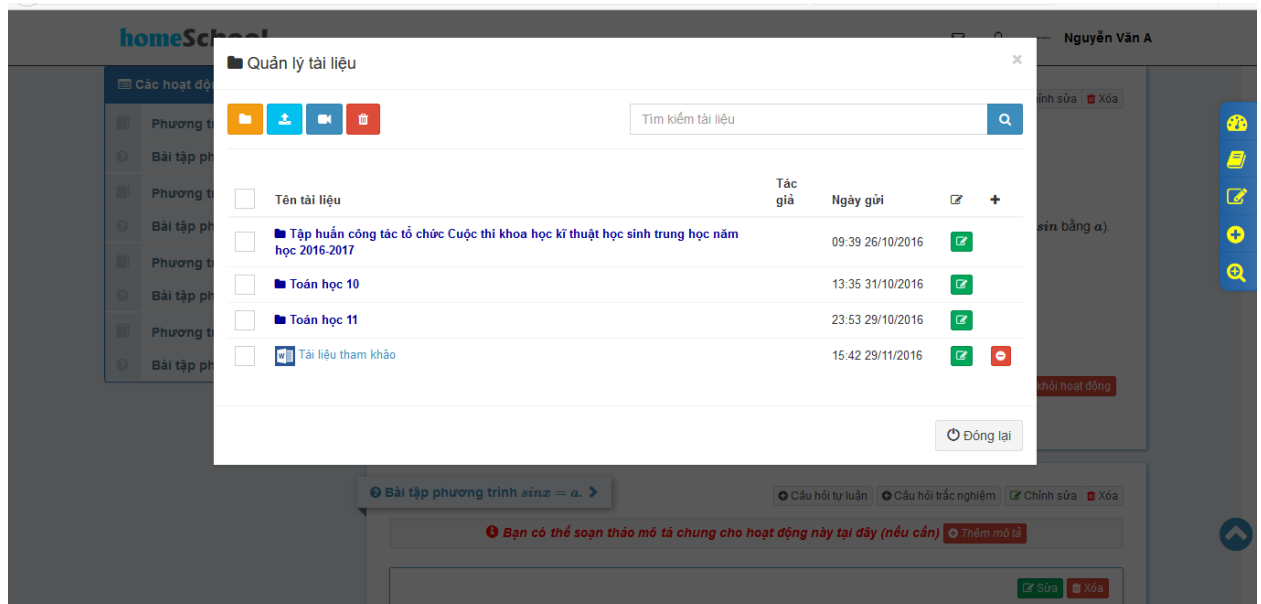 homeSchool
Nguyễn Văn A
Quản lý tài liệu
×
Các hoạt độ
Chỉnh sửa Xóa
Tìm kiếm tài liệu
Phương t
Bài tập ph
Phương t
Bài tập ph
Phương t
Bài tập ph
Phương t
Bài tập ph
Tên tài liệu
Tác giả
Ngày gửi
Tập huấn công tác tổ chức Cuộc thi khoa học kĩ thuật học sinh trung học năm
học 2016-2017
09:39 26/10/2016
sin bằng a).
Toán học 10
13:35 31/10/2016
Toán học 11
23:53 29/10/2016
Tài liệu tham khảo
15:42 29/11/2016
khỏi hoạt động
Đóng lại
Bài tập phương trình sinx = a.
Câu hỏi tự luận Câu hỏi trắc nghiệm Chỉnh sửa Xóa
Bạn có thể soạn thảo mô tả chung cho hoạt động này tại đây (nếu cần) Thêm mô tả
Sửa Xóa